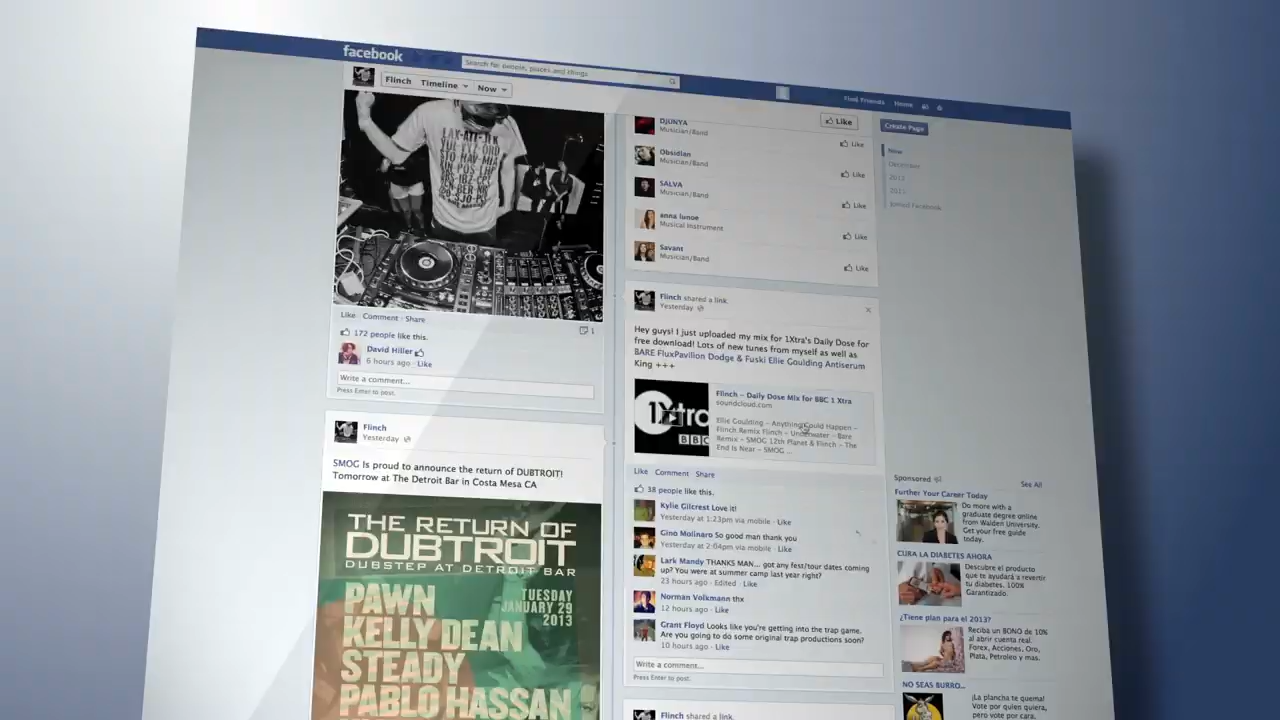 facebook
Search for people, places and things
Flinch
Timeline
Now
Find Friends
Home
LAX-ATL-JFK
Like
Comment · Share
1
172 people like this.
David Hiller
6 hours ago · Like
Write a comment...
Press Enter to post.
Flinch
Yesterday
SMOG is proud to announce the return of DUBTROIT!
Tomorrow at The Detroit Bar in Costa Mesa CA
THE RETURN OF
DUBTROIT
DUBSTEP AT DETROIT BAR
TUESDAY
JANUARY 29
2013
PAWN
KELLY DEAN
STEADY
PABLO HASSAN
Like
DJUNYA
Musician/Band
Like
Obsidian
Musician/Band
Like
SALVA
Musician/Band
Like
anna lunoe
Musical Instrument
Like
Savant
Musician/Band
Like
Flinch shared a link.
Yesterday
Hey guys! I just uploaded my mix for 1Xtra's Daily Dose for
free download! Lots of new tunes from myself as well as
BARE FluxPavilion Dodge & Fuski Ellie Goulding Antiserum
King +++
1Xtra
BBC
Flinch - Daily Dose Mix for BBC 1 Xtra
soundcloud.com
Ellie Goulding - Anything Could Happen -
Flinch Remix Flinch - Underwater - Bare
Remix - SMOG 12th Planet & Flinch - The
End Is Near - SMOG ...
Like Comment Share
38 people like this.
Kylie Gilcrest Love it!
Yesterday at 1:23pm via mobile · Like
Gino Molinaro So good man thank you
Yesterday at 2:04pm via mobile · Like
Lark Mandy THANKS MAN... got any fest/tour dates coming
up? You were at summer camp last year right?
23 hours ago · Edited · Like
Norman Volkmann thx
12 hours ago · Like
Grant Floyd Looks like you're getting into the trap game.
Are you going to do some original trap productions soon?
10 hours ago · Like
Write a comment...
Press Enter to post.
Flinch shared a link.
Create Page
Now
December
2012
2011
Joined Facebook
Sponsored
See All
Further Your Career Today
Do more with a
graduate degree online
from Walden University.
Get your free guide
today.
CURA LA DIABETES AHORA
Descubre el producto
que te ayudará a revertir
tu diabetes. 100%
Garantizado.
¿Tiene plan para el 2013?
Reciba un BONO de 10%
al abrir cuenta real.
Forex, Acciones, Oro,
Plata, Petroleo y mas.
NO SEAS BURRO...
¡La plancha te quema!
Vote por quien quiera,
pero vote por cara.